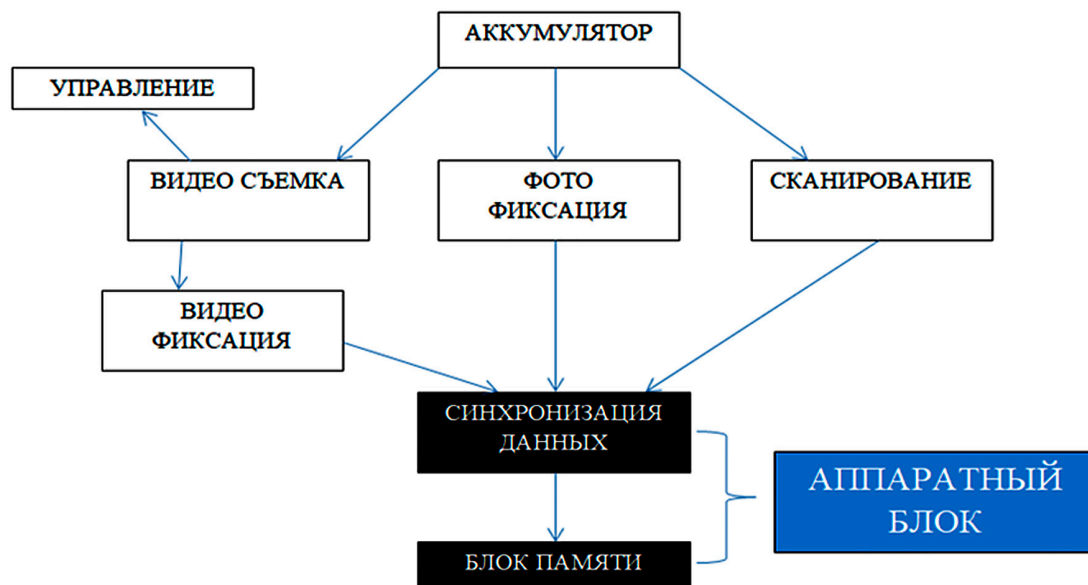 АККУМУЛЯТОР
УПРАВЛЕНИЕ
ВИДЕО СЪЕМКА
ФОТО
ФИКСАЦИЯ
СКАНИРОВАНИЕ
ВИДЕО
ФИКСАЦИЯ
СИНХРОНИЗАЦИЯ
ДАННЫХ
АППАРАТНЫЙ
БЛОК
БЛОК ПАМЯТИ